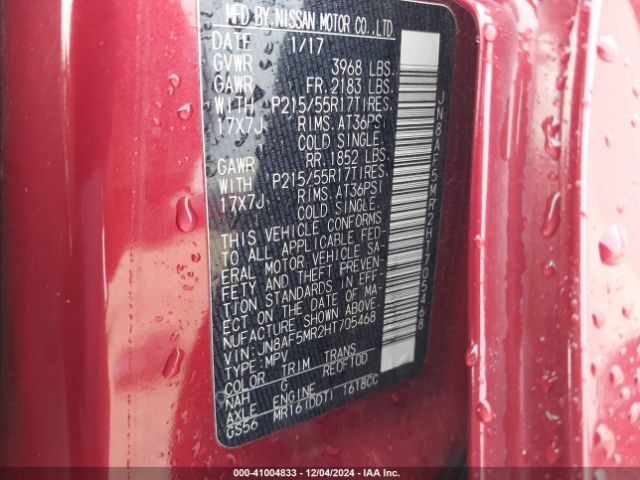 MFD BY NISSAN MOTOR CO.,LTD.
DATE 1/17
GVWR 3968 LBS.
GAWR FR. 2183 LBS.
WITH P215/55R17TIRES.
17X7J RIMS. AT36PS
COLD SINGLE.
GAWR RR. 1852 LBS.
WITH P215/55R17TIRES.
17X7J RIMS. AT36PSI
COLD SINGLE.
THIS VEHICLE CONFORMS
TO ALL APPLICABLE FED-
ERAL MOTOR VEHICLE SA-
FETY AND THEFT PREVEN-
TION STANDARDS IN EFF-
ECT ON THE DATE OF MA-
NUFACTURE SHOWN ABOVE.
VIN: JN8AF5MR2HT705468
TYPE: MPV
COLOR TRIM TRANS
NAH G RE0F10D
AXLE ENGINE
GS56 MR16(DDT) 1618CC
JN8AF5MR2HT705468
000-41004833 - 12/04/2024 - IAA Inc.